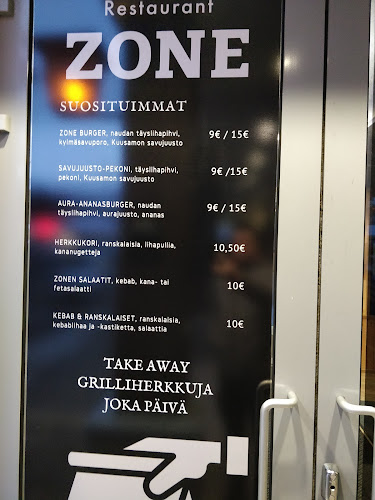 Restaurant
ZONE
SUOSITUIMMAT
ZONE BURGER, naudan täyslihapihvi,
kylmäsavuporo, Kuusamon savujuusto
9€ / 15€
SAVUJUUSTO-PEKONI, täyslihapihvi,
pekoni, Kuusamon savujuusto
9€ /15€
AURA-ANANASBURGER, naudan
täyslihapihvi, aurajuusto, ananas
9€ / 15€
HERKKUKORI, ranskalaisia, lihapullia,
kananugetteja
10,50€
ZONEN SALAATIT, kebab, kana- tai
fetasalaatti
10€
KEBAB & RANSKALAISET, ranskalaisia,
kebablihaa ja -kastiketta, salaattia
10€
TAKE AWAY
GRILLIHERKKUJA
JOKA PÄIVÄ